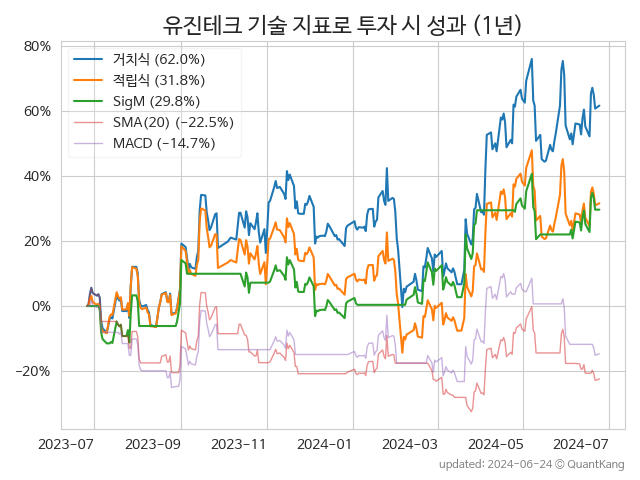 유진테크 기술 지표로 투자 시 성과 (1년)
80%
60%
40%
20%
0%
−20%
거치식 (62.0%)
적립식 (31.8%)
SigM (29.8%)
SMA(20) (−22.5%)
MACD (−14.7%)
2023-07 2023-09 2023-11 2024-01 2024-03 2024-05 2024-07
updated: 2024-06-24 ⓒ QuantKang